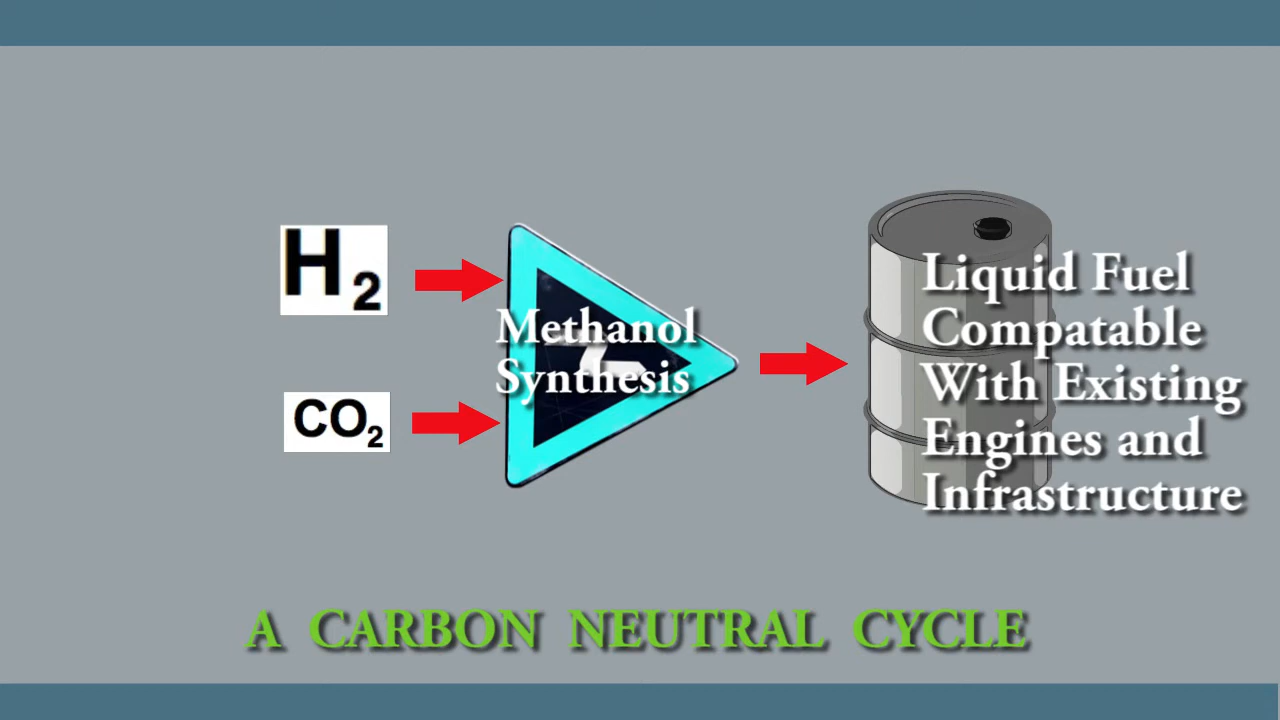 H2
CO2
Methanol
Synthesis
Liquid Fuel
Compatable
With Existing
Engines and
Infrastructure
A CARBON NEUTRAL CYCLE